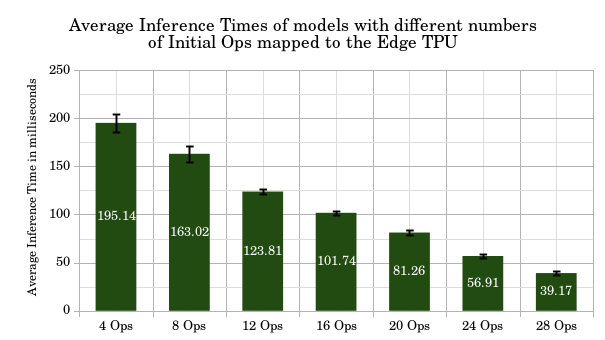 Average Inference Times of models with different numbers
of Initial Ops mapped to the Edge TPU
Average Inference Time in milliseconds
250
200
150
100
50
0
195.14
163.02
123.81
101.74
81.26
56.91
39.17
4 Ops
8 Ops
12 Ops
16 Ops
20 Ops
24 Ops
28 Ops